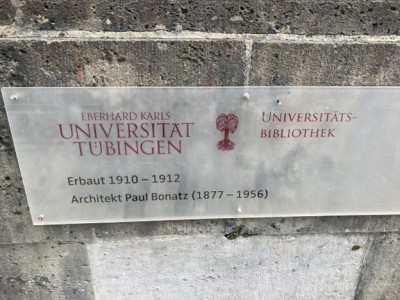 EBERHARD KARLS
UNIVERSITÄT
TÜBINGEN
UNIVERSITÄTS-
BIBLIOTHEK
Erbaut 1910 – 1912
Architekt Paul Bonatz (1877 – 1956)